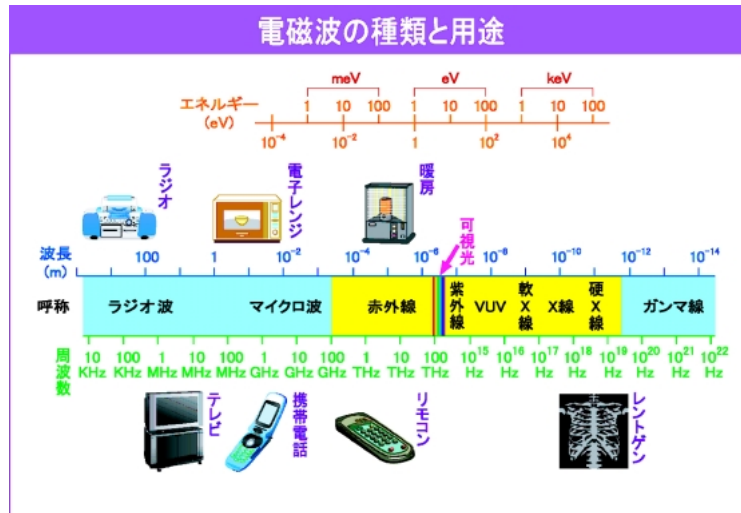 電磁波の種類と用途
meV eV keV
エネルギー 1 10 100 1 10 100 1 10 100
(eV)
10⁻⁴ 10⁻² 1 10² 10⁴
ラジオ
電子レンジ
暖房
可視光
波長 100 1 10⁻² 10⁻⁴ 10⁻⁶ 10⁻⁸ 10⁻¹⁰ 10⁻¹² 10⁻¹⁴
(m)
呼称 ラジオ波 マイクロ波 赤外線 紫外線 VUV 軟X線 X線 硬X線 ガンマ線
周波数 10 100 1 10 100 1 10 100 1 10 100 10¹⁵ 10¹⁶ 10¹⁷ 10¹⁸ 10¹⁹ 10²⁰ 10²¹ 10²²
KHz KHz MHz MHz MHz GHz GHz GHz THz THz THz Hz Hz Hz Hz Hz Hz Hz Hz
テレビ
携帯電話
リモコン
レントゲン